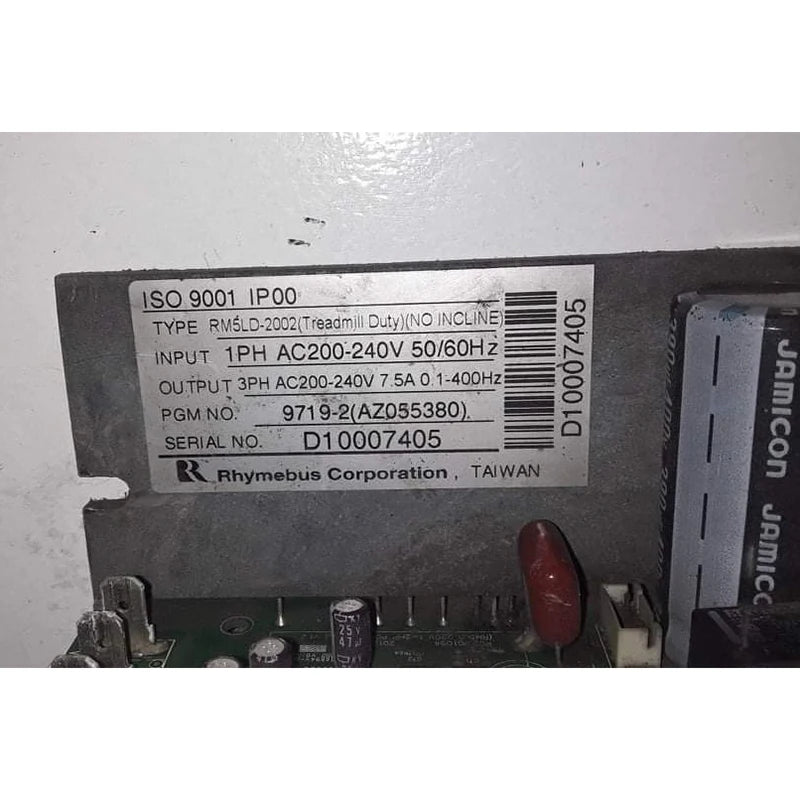 ISO 9001 IP00
TYPE RM5LD-2002(Treadmill Duty)(NO INCLINE)
INPUT 1PH AC200-240V 50/60Hz
OUTPUT 3PH AC200-240V 7.5A 0.1-400Hz
PGM NO. 9719-2(AZ055380)
SERIAL NO. D10007405
R Rhymebus Corporation, TAIWAN
D10007405
JAMICON
JAMICON
25V
47µ